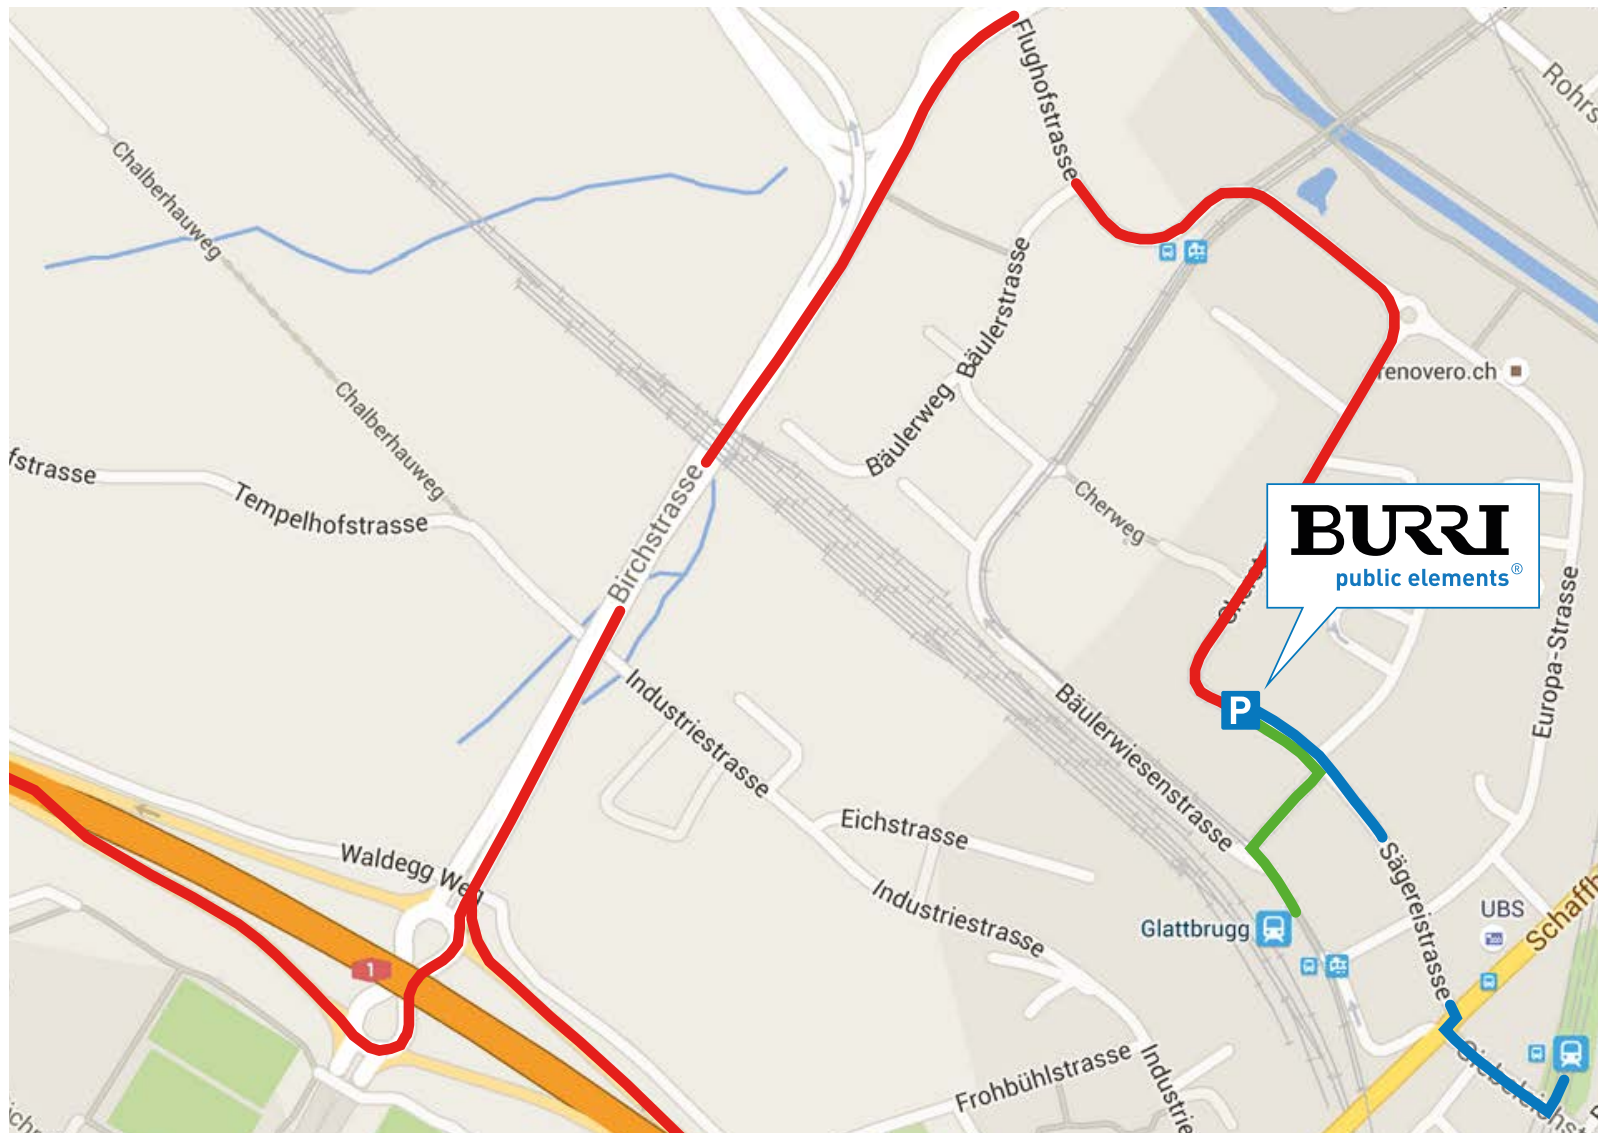 Flughofstrasse
Rohrs
Chalberhauweg
Bäulerstrasse
renovero.ch
Chalberhauweg
Bäulerweg
fstrasse
Tempelhofstrasse
Birchstrasse
Cherweg
BURRI
public elements®
Europa-Strasse
P
Industriestrasse
Bäulerwiesenstrasse
Eichstrasse
Waldegg Weg
Sägereistrasse
Industriestrasse
UBS
Schaffh
Glattbrugg
1
Frohbühlstrasse
Industrie